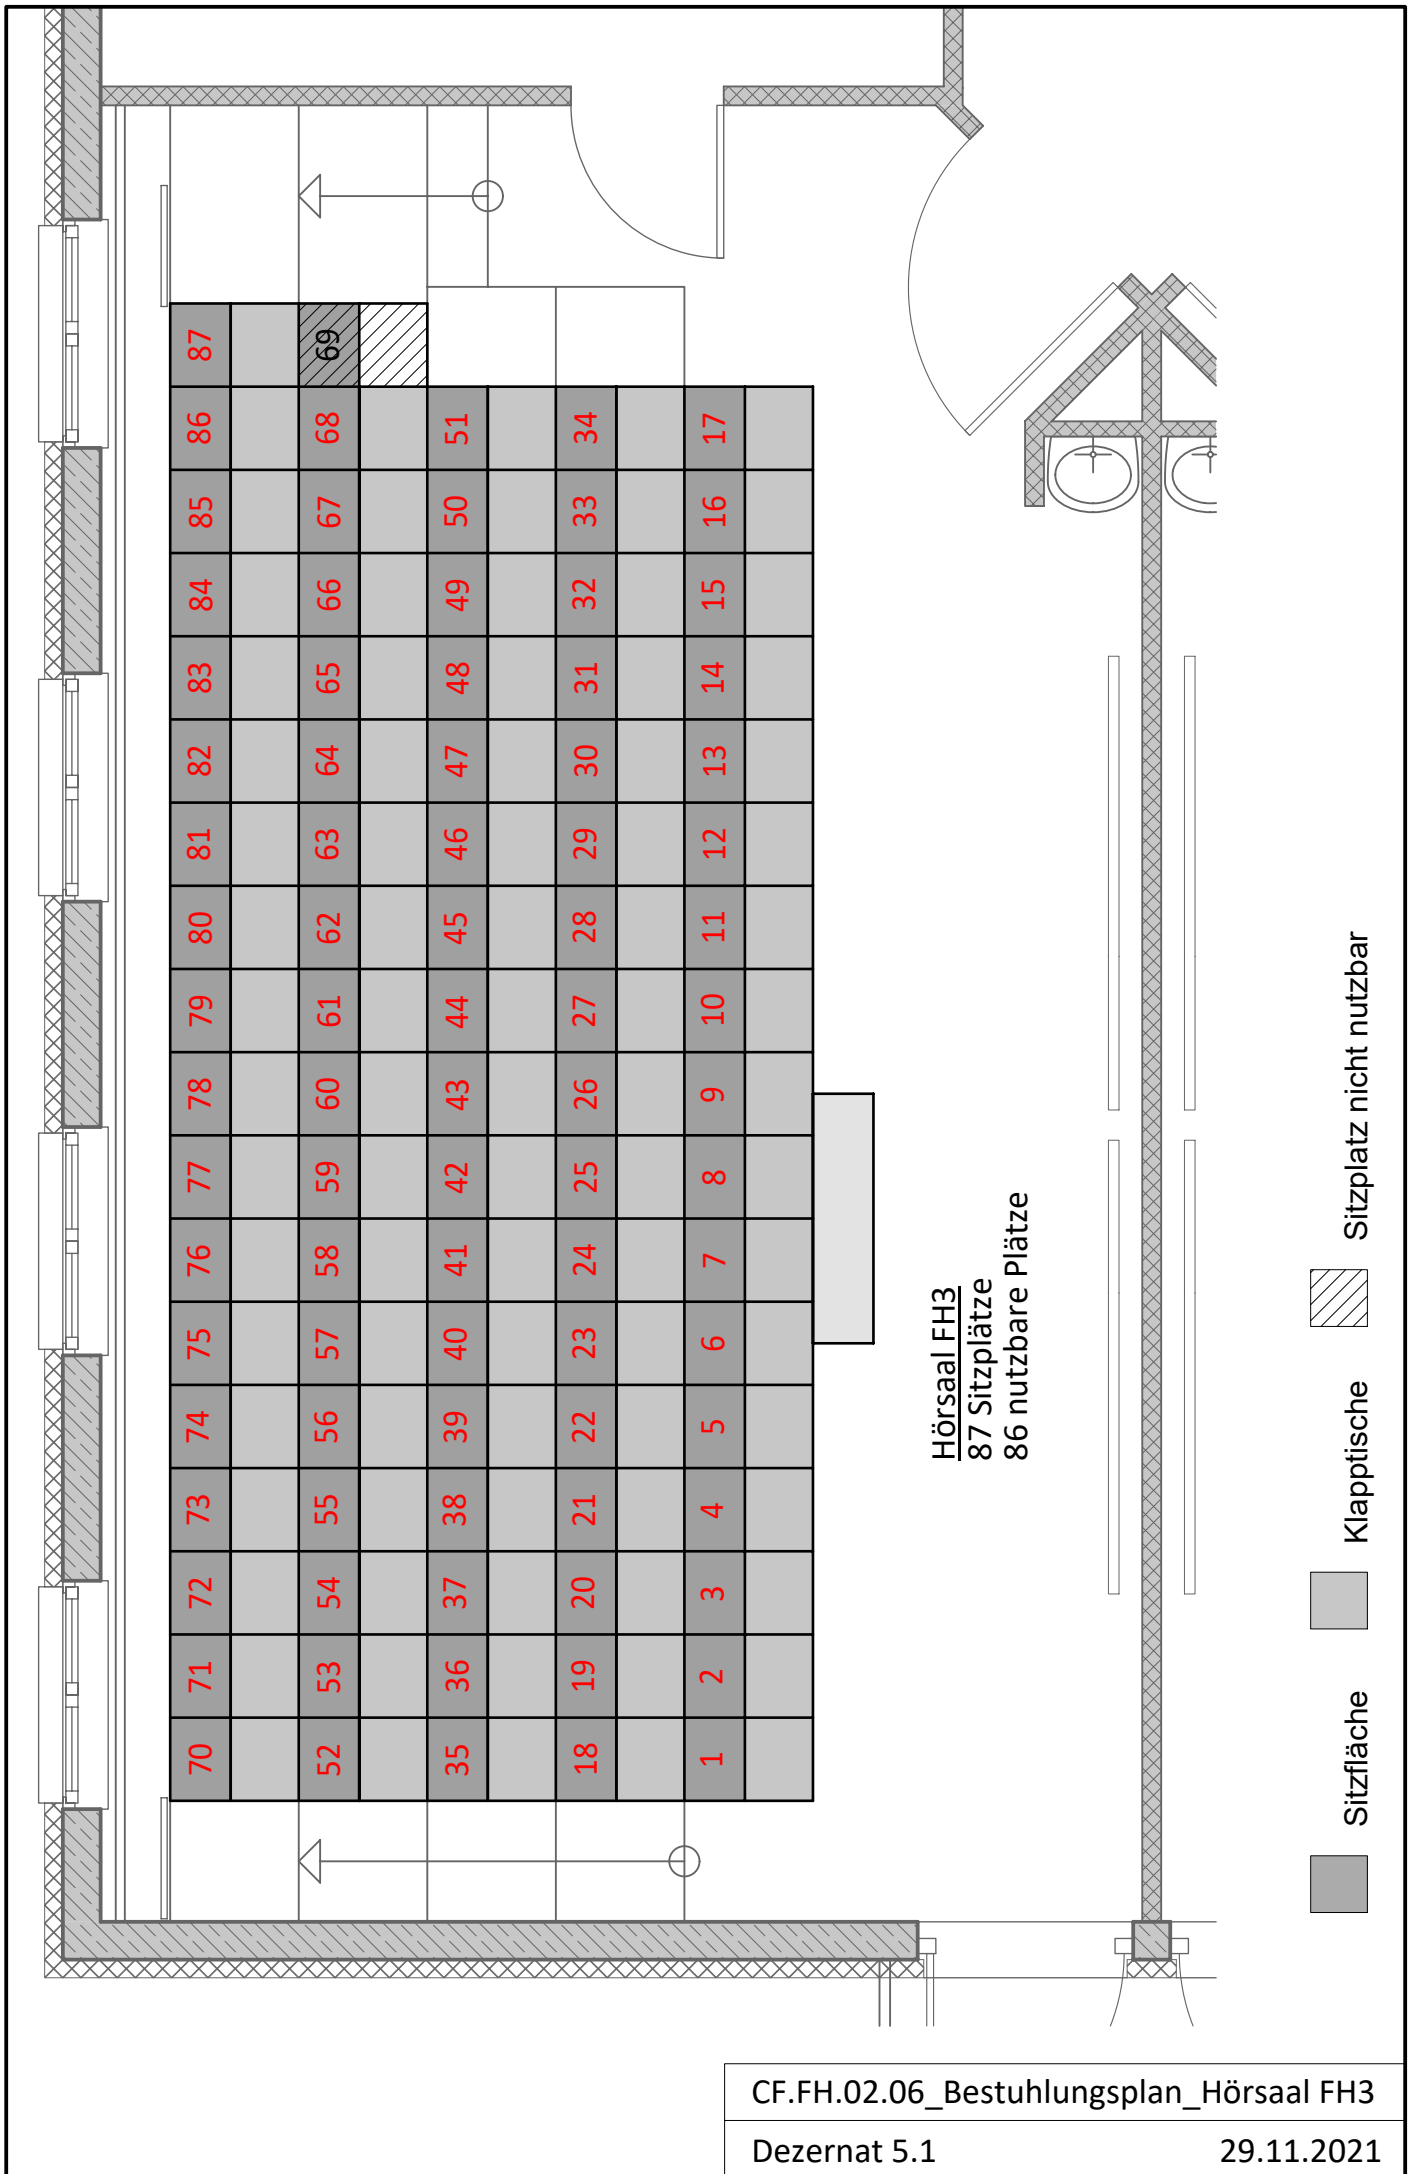 87 69
86 68 51 34 17
85 67 50 33 16
84 66 49 32 15
83 65 48 31 14
82 64 47 30 13
81 63 46 29 12
80 62 45 28 11
79 61 44 27 10
78 60 43 26 9
77 59 42 25 8
76 58 41 24 7
75 57 40 23 6
74 56 39 22 5
73 55 38 21 4
72 54 37 20 3
71 53 36 19 2
70 52 35 18 1
Hörsaal FH3
87 Sitzplätze
86 nutzbare Plätze
Sitzfläche
Klapptische
Sitzplatz nicht nutzbar
CF.FH.02.06_Bestuhlungsplan_Hörsaal FH3
Dezernat 5.1 29.11.2021